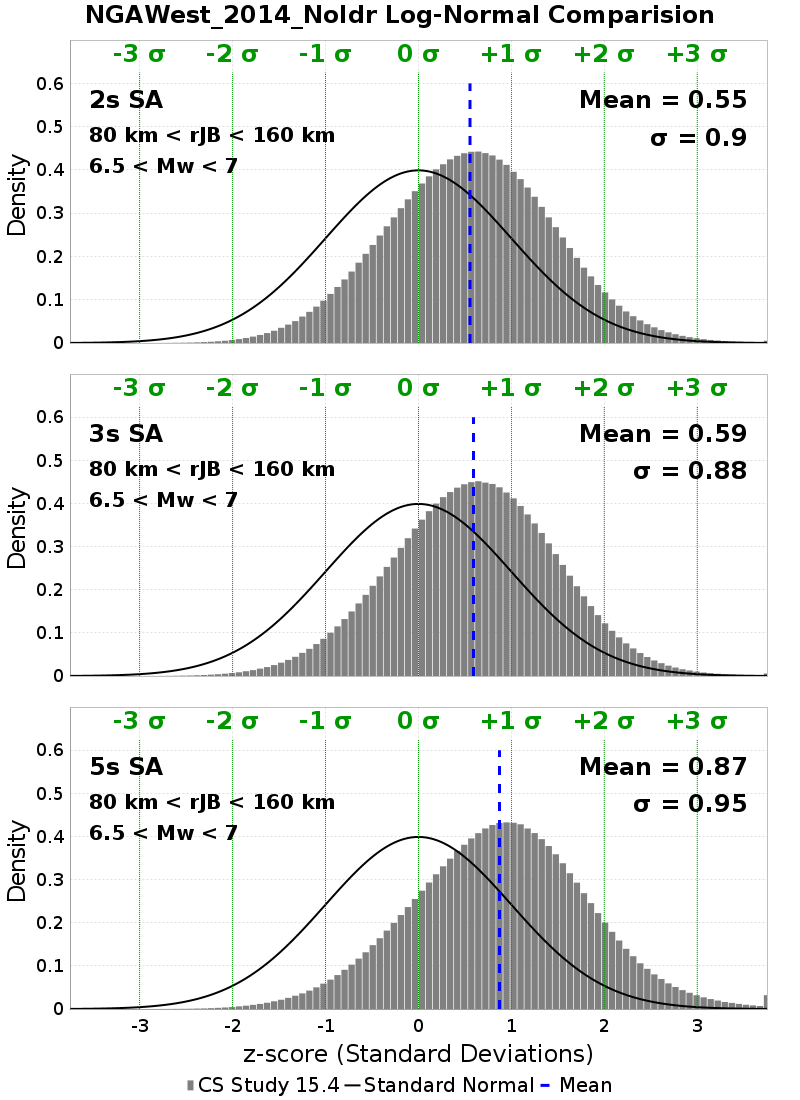 NGAWest_2014_NoIdr Log-Normal Comparision
-3 σ -2 σ -1 σ 0 σ +1 σ +2 σ +3 σ
0.6
2s SA Mean = 0.55
0.5
80 km < rJB < 160 km σ = 0.9
6.5 < Mw < 7
0.4
Density
0.3
0.2
0.1
0
-3 σ -2 σ -1 σ 0 σ +1 σ +2 σ +3 σ
0.6
3s SA Mean = 0.59
0.5
80 km < rJB < 160 km σ = 0.88
6.5 < Mw < 7
0.4
Density
0.3
0.2
0.1
0
-3 σ -2 σ -1 σ 0 σ +1 σ +2 σ +3 σ
0.6
5s SA Mean = 0.87
0.5
80 km < rJB < 160 km σ = 0.95
6.5 < Mw < 7
0.4
Density
0.3
0.2
0.1
0
-3 -2 -1 0 1 2 3
z-score (Standard Deviations)
CS Study 15.4 Standard Normal Mean